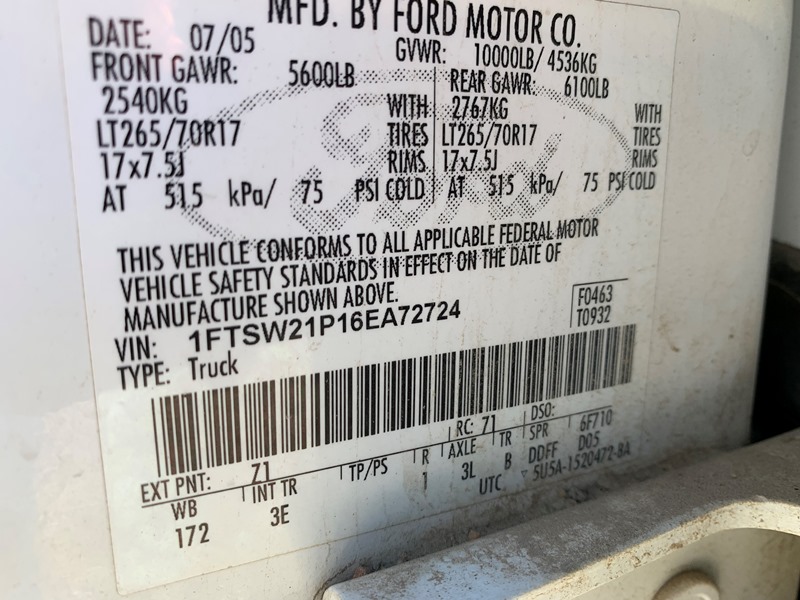 MFD. BY FORD MOTOR CO.
DATE: 07/05 GVWR: 10000LB/ 4536KG
FRONT GAWR: 5600LB REAR GAWR: 6100LB
2540KG WITH 2767KG WITH
LT265/70R17 TIRES LT265/70R17 TIRES
17x7.5J RIMS 17x7.5J RIMS
AT 515 kPa/ 75 PSI COLD AT 515 kPa/ 75 PSI COLD
THIS VEHICLE CONFORMS TO ALL APPLICABLE FEDERAL MOTOR
VEHICLE SAFETY STANDARDS IN EFFECT ON THE DATE OF
MANUFACTURE SHOWN ABOVE.
VIN: 1FTSW21P16EA72724 F0463
TYPE: Truck T0932
EXT PNT: 71 RC: 71 DSO:
WB INT TR TP/PS R AXLE TR SPR 6F710
172 3E 1 3L B DDFF D05
UTC 5U5A-1520472-BA